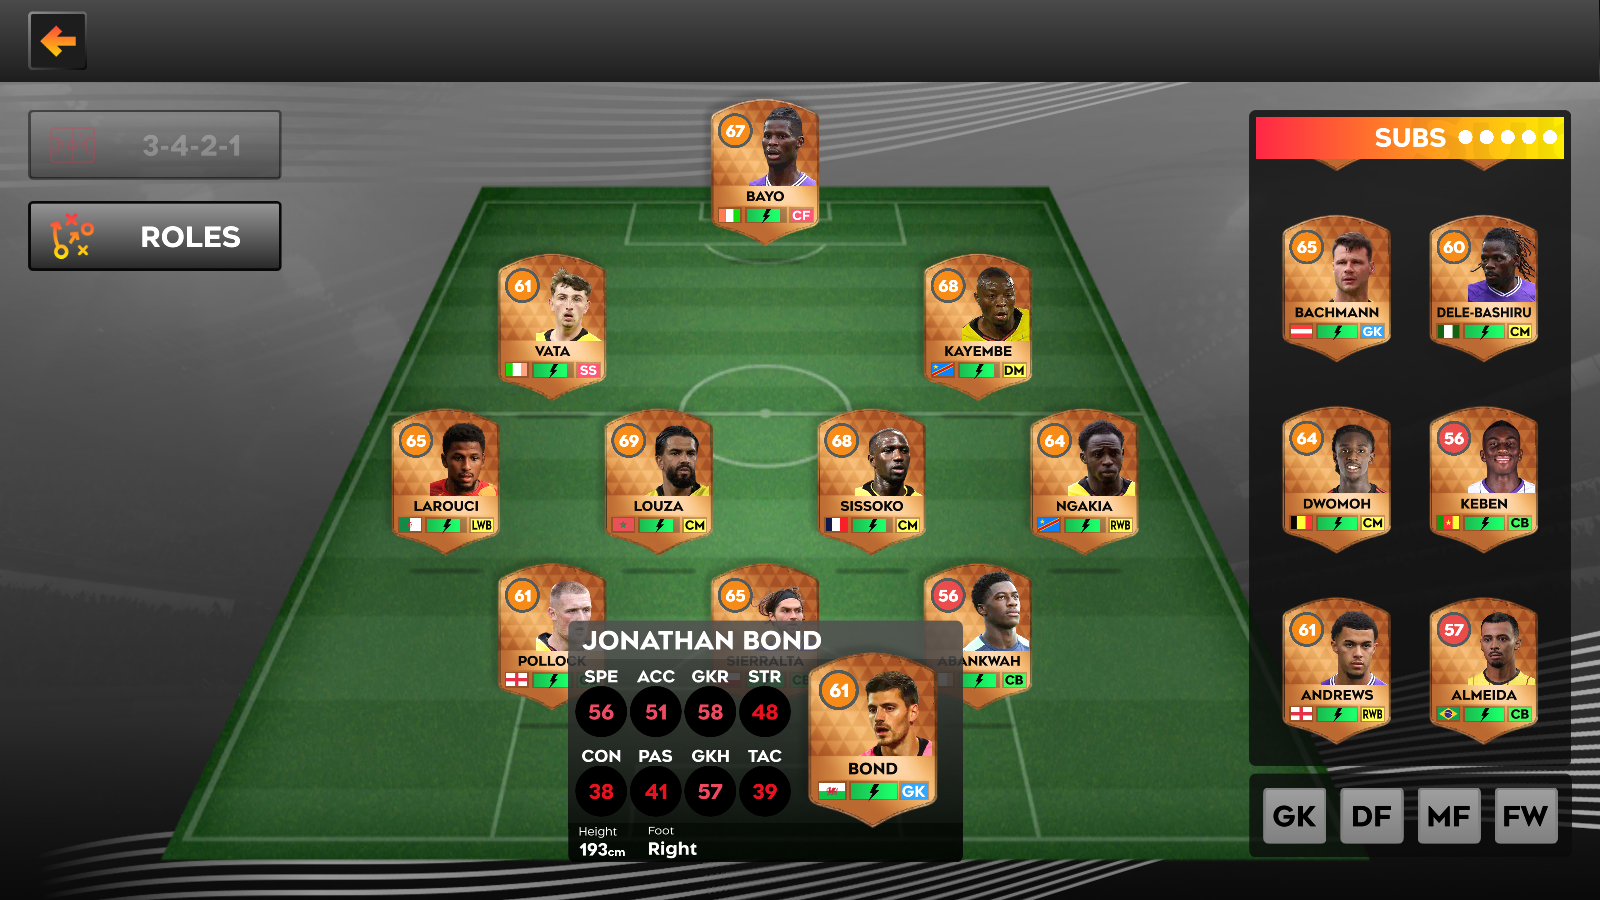 3-4-2-1
ROLES
67
BAYO
CF
61
VATA
SS
68
KAYEMBE
DM
65
LAROUCI
LWB
69
LOUZA
CM
68
SISSOKO
CM
64
NGAKIA
RWB
61
POLLOCK
65
SIERRALTA
CB
56
ABANKWAH
CB
JONATHAN BOND
SPE ACC GKR STR
56 51 58 48
CON PAS GKH TAC
38 41 57 39
Height Foot
193cm Right
61
BOND
GK
SUBS
65
BACHMANN
GK
60
DELE-BASHIRU
CM
64
DWOMOH
CM
56
KEBEN
CB
61
ANDREWS
RWB
57
ALMEIDA
CB
GK DF MF FW